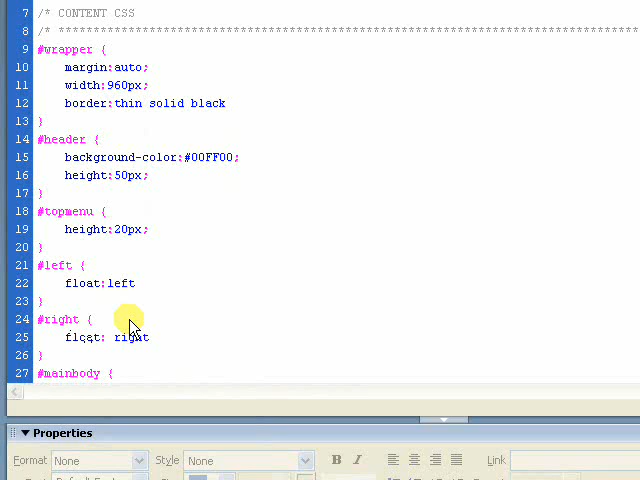 7 /* CONTENT CSS
8 /* **********************************************************************************
9 #wrapper {
10 margin:auto;
11 width:960px;
12 border:thin solid black
13 }
14 #header {
15 background-color:#00FF00;
16 height:50px;
17 }
18 #topmenu {
19 height:20px;
20 }
21 #left {
22 float:left
23 }
24 #right {
25 float: right
26 }
27 #mainbody {
Properties
Format None Style None B I Link